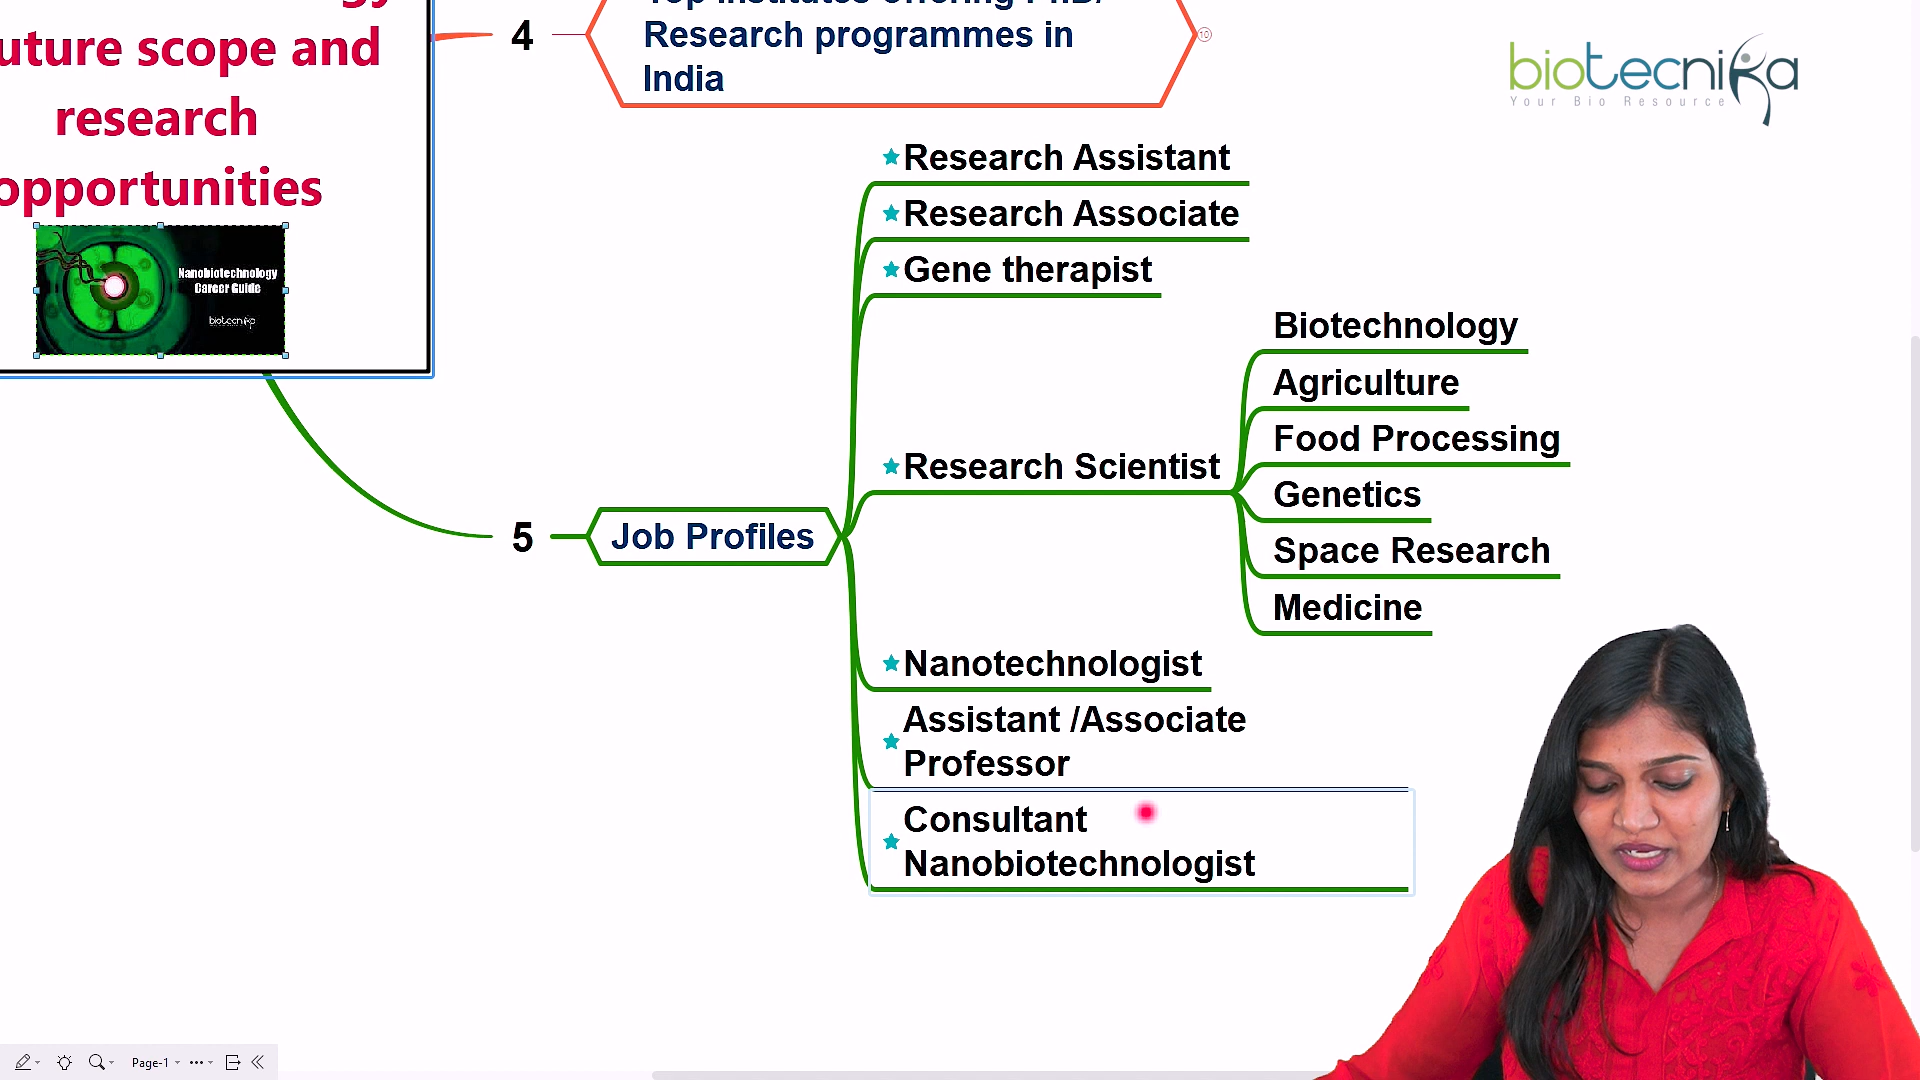 uture scope and
research
opportunities
Nanobiotechnology
Career Guide
biotecnika
4
Research programmes in
India
10
biotecnika
Your Bio Resource
5
Job Profiles
Research Assistant
Research Associate
Gene therapist
Research Scientist
Biotechnology
Agriculture
Food Processing
Genetics
Space Research
Medicine
Nanotechnologist
Assistant /Associate
Professor
Consultant
Nanobiotechnologist
Page-1